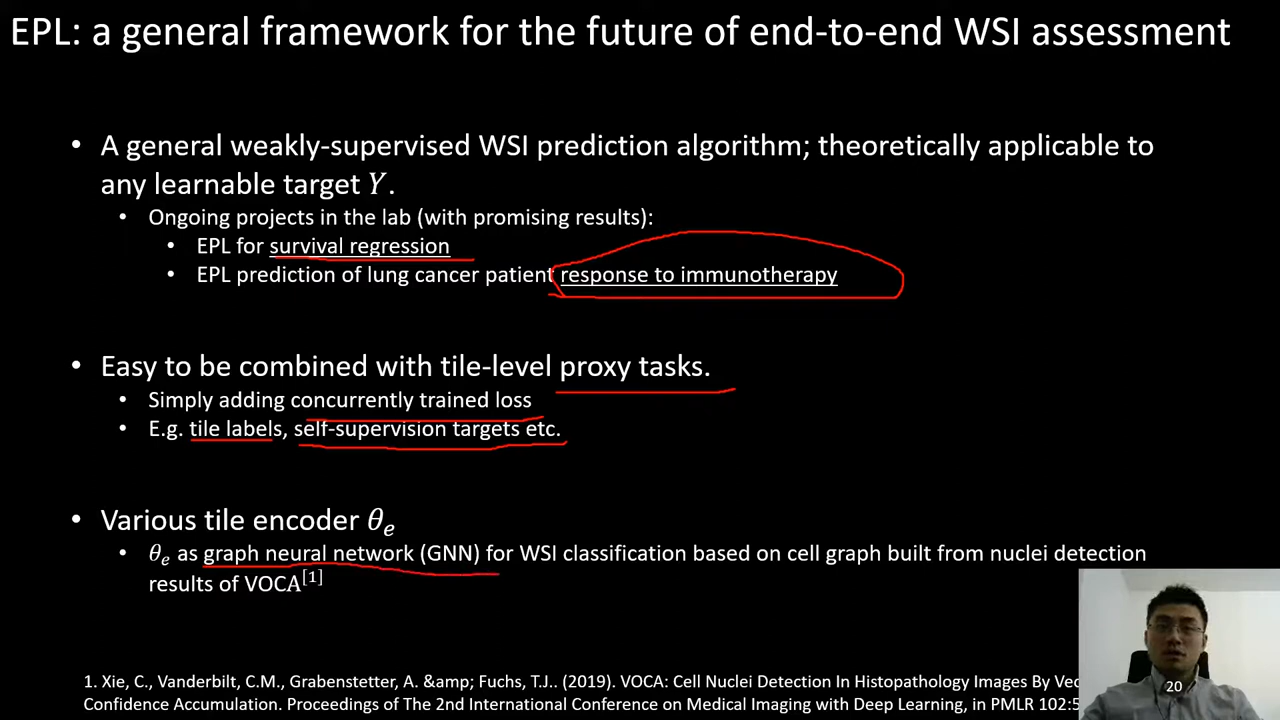 EPL: a general framework for the future of end-to-end WSI assessment
• A general weakly-supervised WSI prediction algorithm; theoretically applicable to
any learnable target Y.
• Ongoing projects in the lab (with promising results):
• EPL for survival regression
• EPL prediction of lung cancer patient response to immunotherapy
• Easy to be combined with tile-level proxy tasks.
• Simply adding concurrently trained loss
• E.g. tile labels, self-supervision targets etc.
• Various tile encoder θₑ
• θₑ as graph neural network (GNN) for WSI classification based on cell graph built from nuclei detection
results of VOCA[1]
1. Xie, C., Vanderbilt, C.M., Grabenstetter, A. &amp; Fuchs, T.J.. (2019). VOCA: Cell Nuclei Detection In Histopathology Images By
Confidence Accumulation. Proceedings of The 2nd International Conference on Medical Imaging with Deep Learning, in PMLR
20